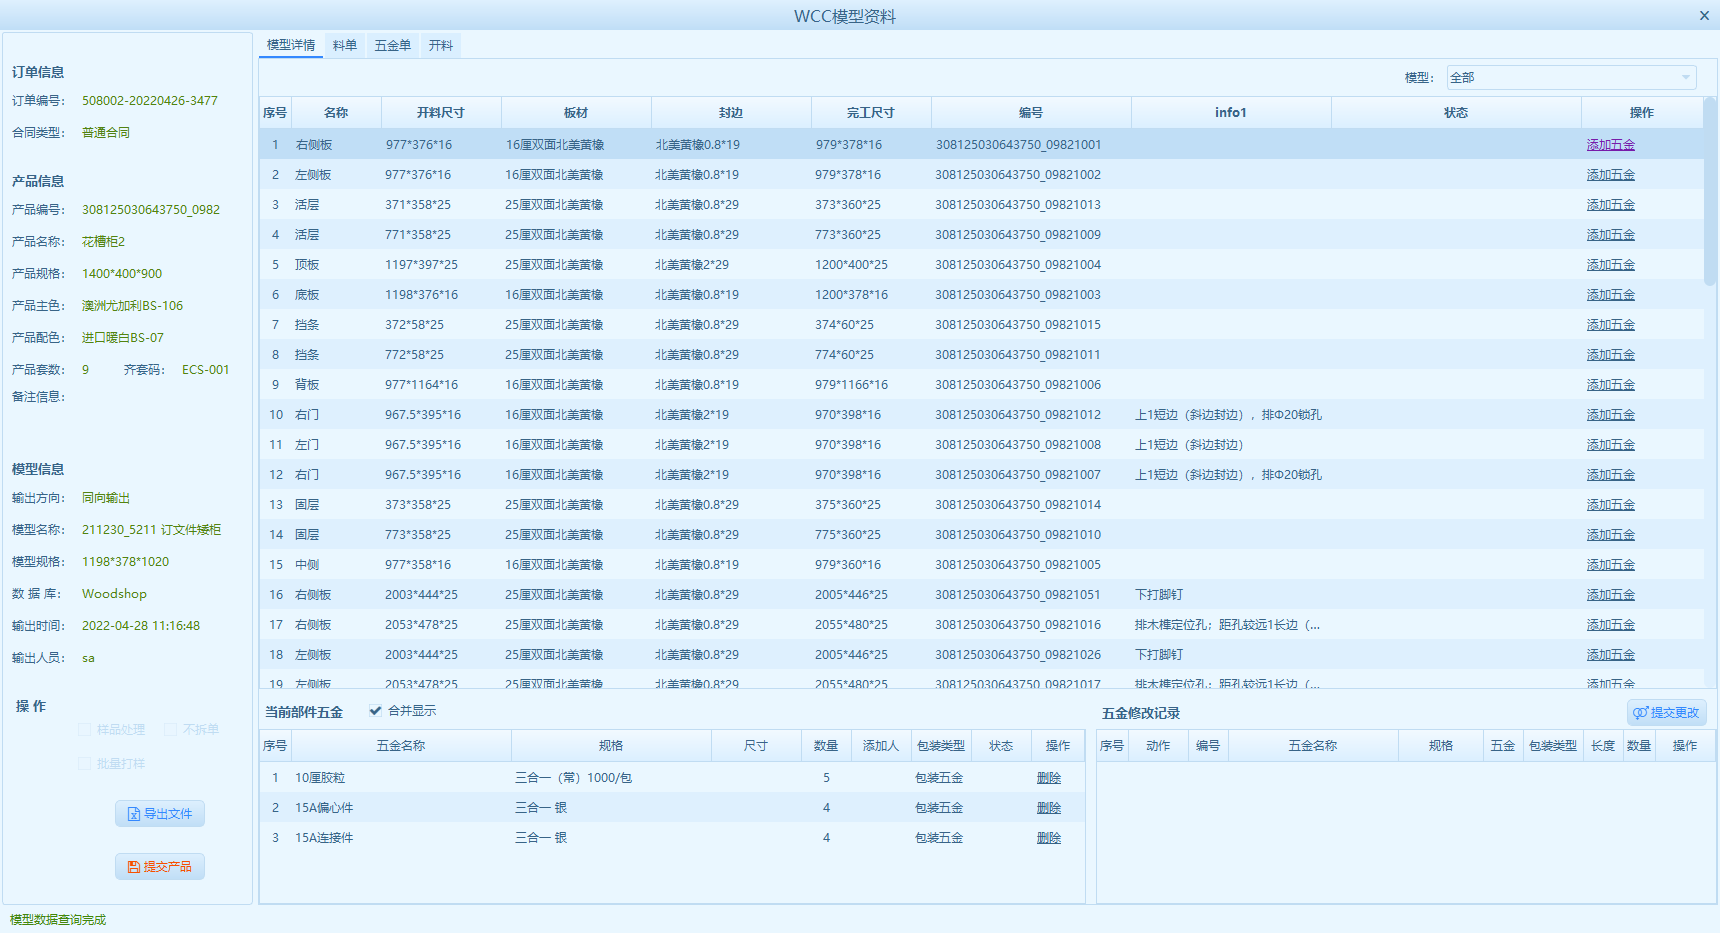 WCC模型资料
订单信息
订单编号： 508002-20220426-3477
合同类型： 普通合同
产品信息
产品编号： 308125030643750_0982
产品名称： 花槽柜2
产品规格： 1400*400*900
产品主色： 澳洲尤加利BS-106
产品配色： 进口暖白BS-07
产品套数： 9 齐套码： ECS-001
备注信息：
模型信息
输出方向： 同向输出
模型名称： 211230_5211 订文件矮柜
模型规格： 1198*378*1020
数 据 库： Woodshop
输出时间： 2022-04-28 11:16:48
输出人员： sa
操 作
样品处理 不拆单
批量打样
导出文件
提交产品
模型数据查询完成
模型详情 料单 五金单 开料
模型： 全部
序号 名称 开料尺寸 板材 封边 完工尺寸 编号 info1 状态 操作
1 右侧板 977*376*16 16厘双面北美黄橡 北美黄橡0.8*19 979*378*16 308125030643750_09821001 添加五金
2 左侧板 977*376*16 16厘双面北美黄橡 北美黄橡0.8*19 979*378*16 308125030643750_09821002 添加五金
3 活层 371*358*25 25厘双面北美黄橡 北美黄橡0.8*29 373*360*25 308125030643750_09821013 添加五金
4 活层 771*358*25 25厘双面北美黄橡 北美黄橡0.8*29 773*360*25 308125030643750_09821009 添加五金
5 顶板 1197*397*25 25厘双面北美黄橡 北美黄橡2*29 1200*400*25 308125030643750_09821004 添加五金
6 底板 1198*376*16 16厘双面北美黄橡 北美黄橡0.8*19 1200*378*16 308125030643750_09821003 添加五金
7 挡条 372*58*25 25厘双面北美黄橡 北美黄橡0.8*29 374*60*25 308125030643750_09821015 添加五金
8 挡条 772*58*25 25厘双面北美黄橡 北美黄橡0.8*29 774*60*25 308125030643750_09821011 添加五金
9 背板 977*1164*16 16厘双面北美黄橡 北美黄橡0.8*19 979*1166*16 308125030643750_09821006 添加五金
10 右门 967.5*395*16 16厘双面北美黄橡 北美黄橡2*19 970*398*16 308125030643750_09821012 上1短边（斜边封边），排Φ20锁孔 添加五金
11 左门 967.5*395*16 16厘双面北美黄橡 北美黄橡2*19 970*398*16 308125030643750_09821008 上1短边（斜边封边） 添加五金
12 右门 967.5*395*16 16厘双面北美黄橡 北美黄橡2*19 970*398*16 308125030643750_09821007 上1短边（斜边封边），排Φ20锁孔 添加五金
13 固层 373*358*25 25厘双面北美黄橡 北美黄橡0.8*29 375*360*25 308125030643750_09821014 添加五金
14 固层 773*358*25 25厘双面北美黄橡 北美黄橡0.8*29 775*360*25 308125030643750_09821010 添加五金
15 中侧 977*358*16 16厘双面北美黄橡 北美黄橡0.8*19 979*360*16 308125030643750_09821005 添加五金
16 右侧板 2003*444*25 25厘双面北美黄橡 北美黄橡0.8*29 2005*446*25 308125030643750_09821051 下打脚钉 添加五金
17 右侧板 2053*478*25 25厘双面北美黄橡 北美黄橡0.8*29 2055*480*25 308125030643750_09821016 排木榫定位孔；距孔较远1长边（... 添加五金
18 左侧板 2003*444*25 25厘双面北美黄橡 北美黄橡0.8*29 2005*446*25 308125030643750_09821026 下打脚钉 添加五金
19 左侧板 2053*478*25 25厘双面北美黄橡 北美黄橡0.8*29 2055*480*25 308125030643750_09821017 排木榫定位孔；距孔较远1长边（... 添加五金
当前部件五金 合并显示
序号 五金名称 规格 尺寸 数量 添加人 包装类型 状态 操作
1 10厘胶粒 三合一（常）1000/包 5 包装五金 删除
2 15A偏心件 三合一 银 4 包装五金 删除
3 15A连接件 三合一 银 4 包装五金 删除
五金修改记录 提交更改
序号 动作 编号 五金名称 规格 五金 包装类型 长度 数量 操作